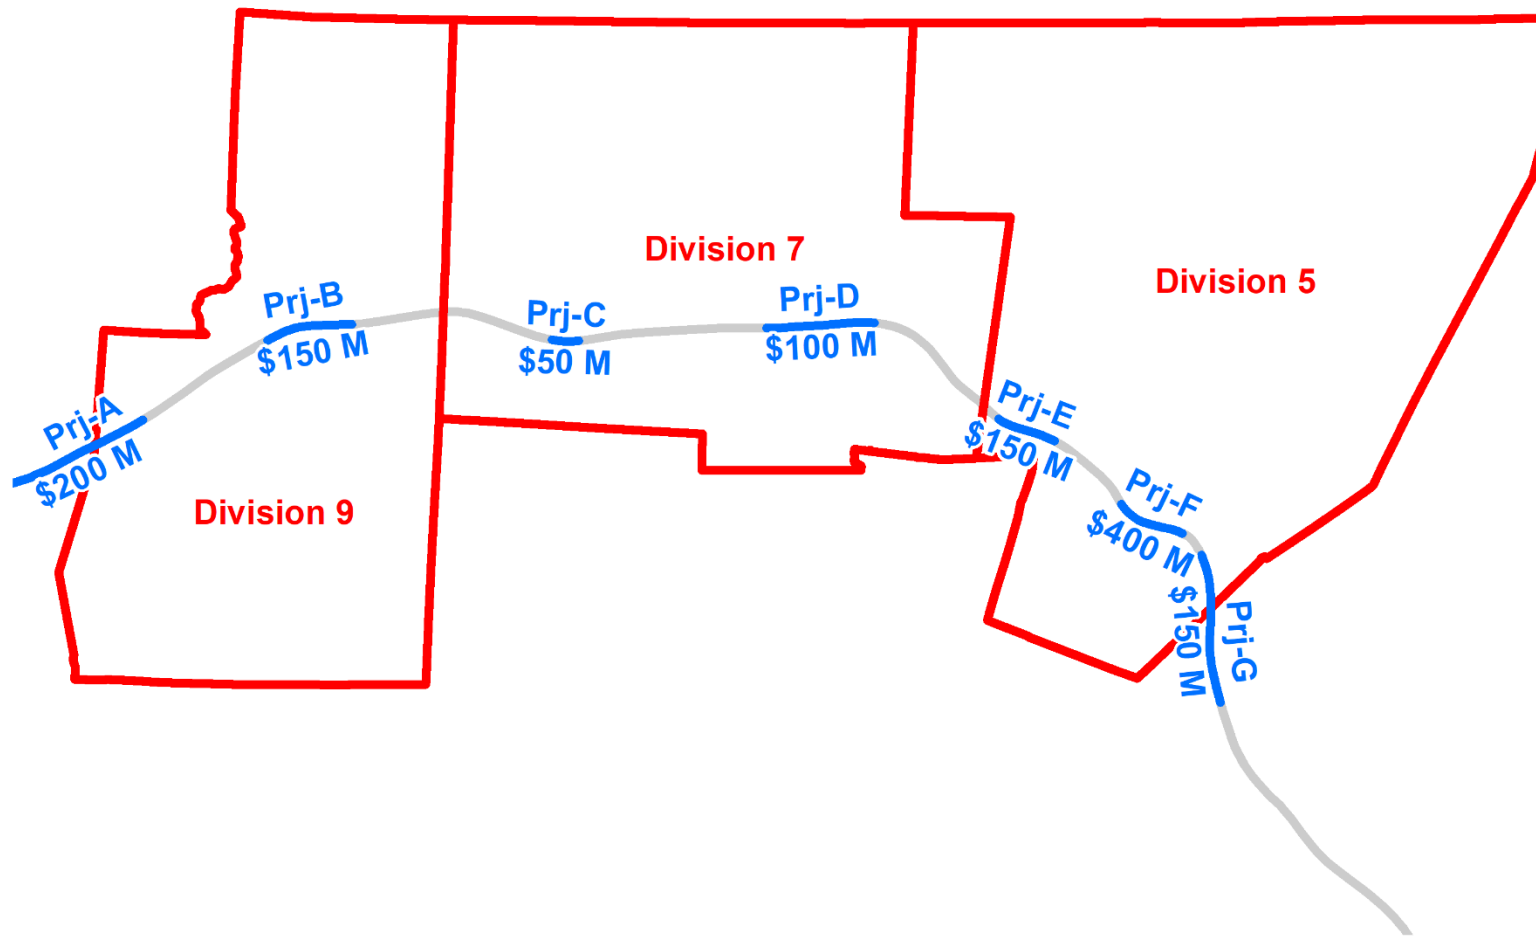 Division 7
Division 5
Prj-B
$150 M
Prj-D
$100 M
Prj-C
$50 M
Prj-A
$200 M
Prj-E
$150 M
Division 9
Prj-F
$400 M
Prj-G
$150 M